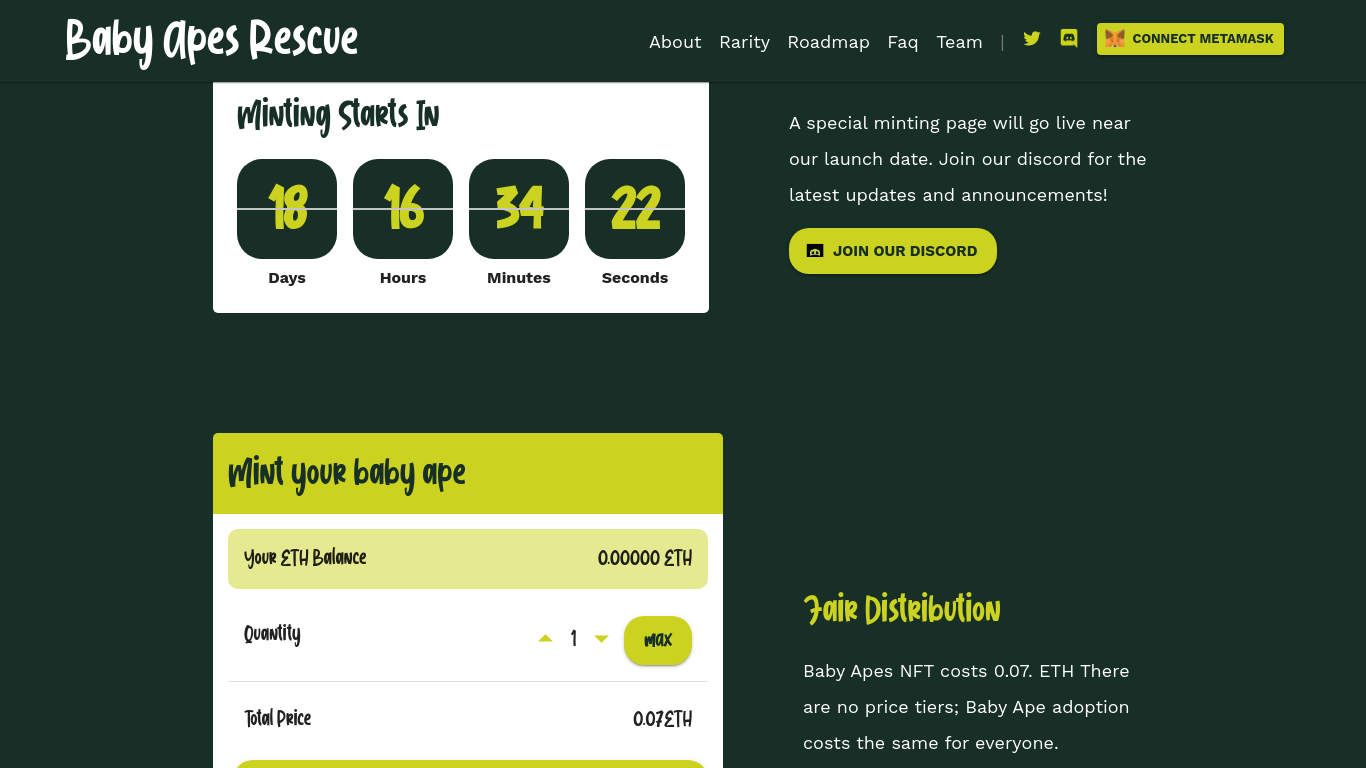 Baby Apes Rescue
About Rarity Roadmap Faq Team | CONNECT METAMASK
Minting Starts In
18 16 34 22
Days Hours Minutes Seconds
A special minting page will go live near
our launch date. Join our discord for the
latest updates and announcements!
JOIN OUR DISCORD
Mint your baby ape
Your ETH Balance 0.00000 ETH
Quantity 1 max
Total Price 0.07ETH
Fair Distribution
Baby Apes NFT costs 0.07. ETH There
are no price tiers; Baby Ape adoption
costs the same for everyone.